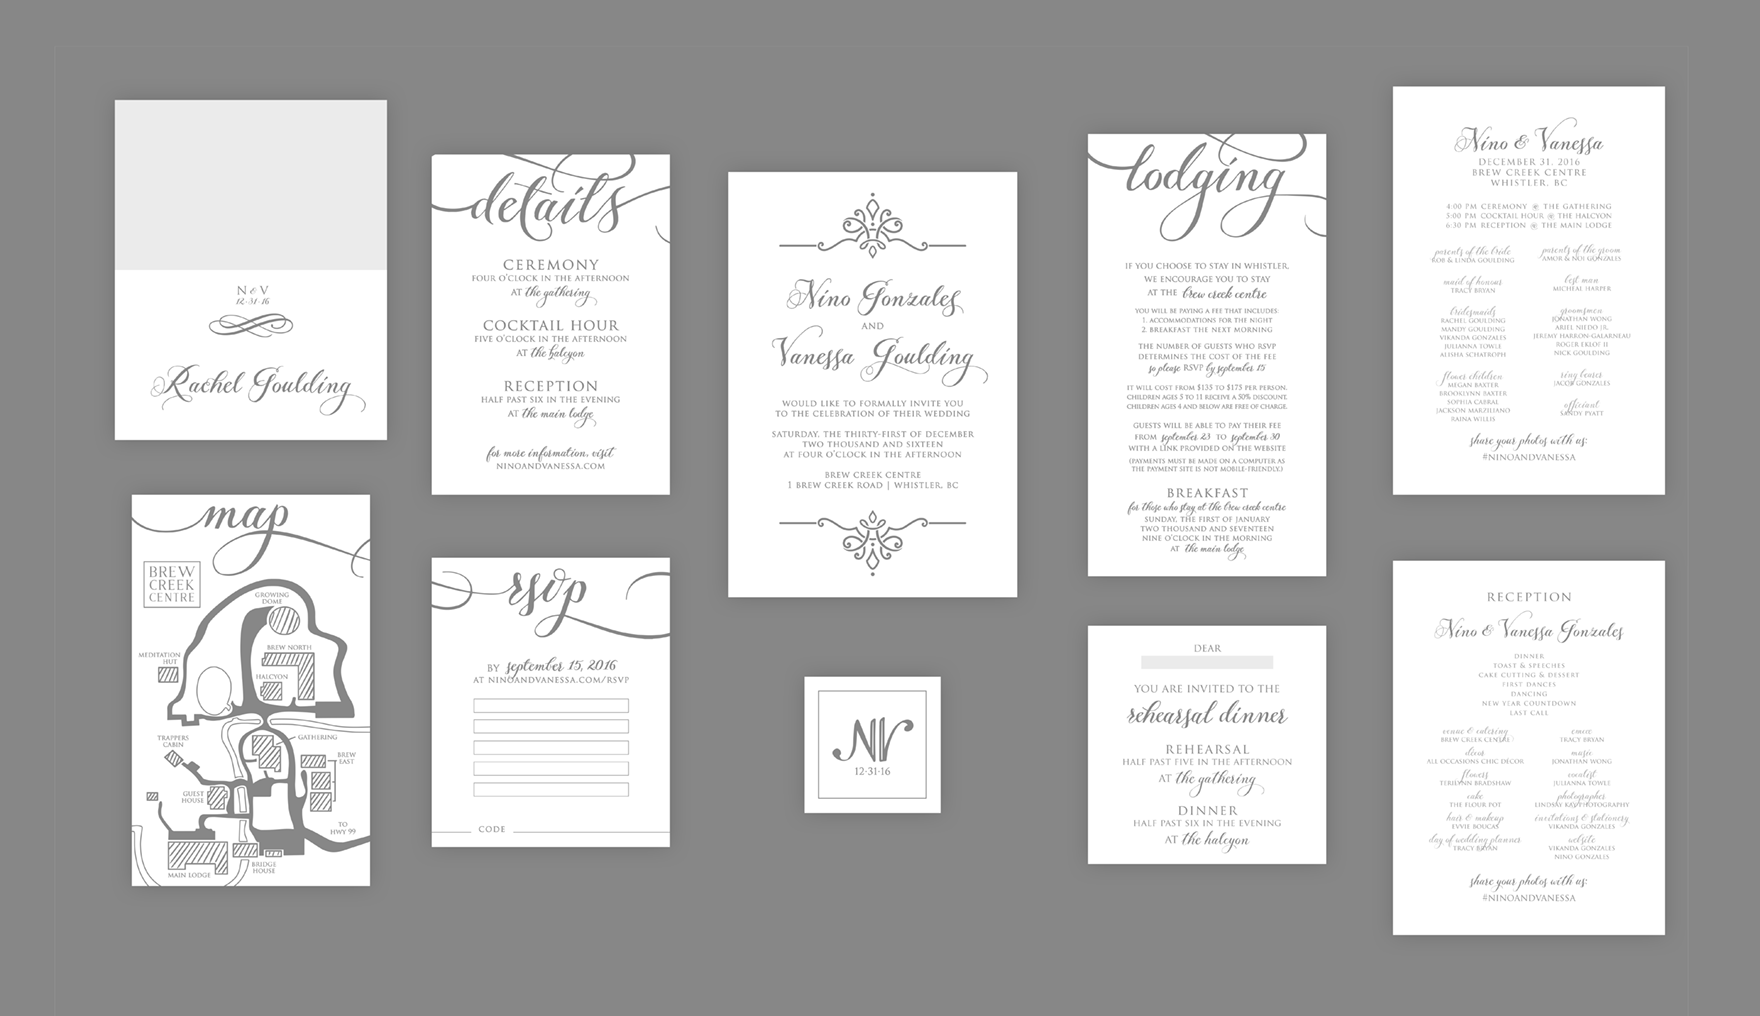 N & V
12-31-16
Rachel Goulding
map
BREW
CREEK
CENTRE
GROWING
DOME
MEDITATION
HUT
BREW NORTH
HALCYON
TRAPPERS
CABIN
GATHERING
BREW
EAST
GUEST
HOUSE
TO
HWY 99
MAIN LODGE
BRIDGE
HOUSE
details
CEREMONY
FOUR O'CLOCK IN THE AFTERNOON
AT the gathering
COCKTAIL HOUR
FIVE O'CLOCK IN THE AFTERNOON
AT the halcyon
RECEPTION
HALF PAST SIX IN THE EVENING
AT the main lodge
for more information, visit
NINOANDVANESSA.COM
rsvp
BY september 15, 2016
AT NINOANDVANESSA.COM/RSVP
CODE
Nino Gonzales
AND
Vanessa Goulding
WOULD LIKE TO FORMALLY INVITE YOU
TO THE CELEBRATION OF THEIR WEDDING
SATURDAY, THE THIRTY-FIRST OF DECEMBER
TWO THOUSAND AND SIXTEEN
AT FOUR O'CLOCK IN THE AFTERNOON
BREW CREEK CENTRE
1 BREW CREEK ROAD | WHISTLER, BC
NV
12-31-16
lodging
IF YOU CHOOSE TO STAY IN WHISTLER,
WE ENCOURAGE YOU TO STAY
AT THE brew creek centre
YOU WILL BE PAYING A FEE THAT INCLUDES:
1. ACCOMMODATIONS FOR THE NIGHT
2. BREAKFAST THE NEXT MORNING
THE NUMBER OF GUESTS WHO RSVP
DETERMINES THE COST OF THE FEE
so please RSVP by september 15
IT WILL COST FROM $135 TO $175 PER PERSON.
CHILDREN AGES 5 TO 11 RECEIVE A 50% DISCOUNT.
CHILDREN AGES 4 AND BELOW ARE FREE OF CHARGE.
GUESTS WILL BE ABLE TO PAY THEIR FEE
FROM september 23 TO september 30
WITH A LINK PROVIDED ON THE WEBSITE
(PAYMENTS MUST BE MADE ON A COMPUTER AS
THE PAYMENT SITE IS NOT MOBILE-FRIENDLY.)
BREAKFAST
for those who stay at the brew creek centre
SUNDAY, THE FIRST OF JANUARY
TWO THOUSAND AND SEVENTEEN
NINE O'CLOCK IN THE MORNING
AT the main lodge
DEAR
YOU ARE INVITED TO THE
rehearsal dinner
REHEARSAL
HALF PAST FIVE IN THE AFTERNOON
AT the gathering
DINNER
HALF PAST SIX IN THE EVENING
AT the halcyon
Nino & Vanessa
DECEMBER 31, 2016
BREW CREEK CENTRE
WHISTLER, BC
4:00 PM CEREMONY @ THE GATHERING
5:00 PM COCKTAIL HOUR @ THE HALCYON
6:30 PM RECEPTION @ THE MAIN LODGE
parents of the bride
ROB & LINDA GOULDING
maid of honour
TRACY BRYAN
bridesmaids
RACHEL GOULDING
MANDY GOULDING
VIKANDA GONZALES
JULIANNA TOWLE
ALISHA SCHATROPH
flower children
MEGAN BAXTER
BROOKLYNN BAXTER
SOPHIA CABRAL
JACKSON MARZILIANO
RAINA WILLIS
parents of the groom
AMOR & NOI GONZALES
best man
MICHEAL HARPER
groomsmen
JONATHAN WONG
ARIEL NIEDO JR.
JEREMY HARRON-GALARNEAU
ROGER EKLOF II
NICK GOULDING
ring bearer
JACOB GONZALES
officiant
SANDY PYATT
share your photos with us:
#NINOANDVANESSA
RECEPTION
Nino & Vanessa Gonzales
DINNER
TOAST & SPEECHES
CAKE CUTTING & DESSERT
FIRST DANCES
DANCING
NEW YEAR COUNTDOWN
LAST CALL
venue & catering
BREW CREEK CENTRE
décor
ALL OCCASIONS CHIC DÉCOR
flowers
TERILYNN BRADSHAW
cake
THE FLOUR POT
hair & makeup
EVVIE BOUCAS
day of wedding planner
TRACY BRYAN
emcee
TRACY BRYAN
music
JONATHAN WONG
vocalist
JULIANNA TOWLE
photographer
LINDSAY KAY PHOTOGRAPHY
invitations & stationery
VIKANDA GONZALES
website
VIKANDA GONZALES
NINO GONZALES
share your photos with us:
#NINOANDVANESSA